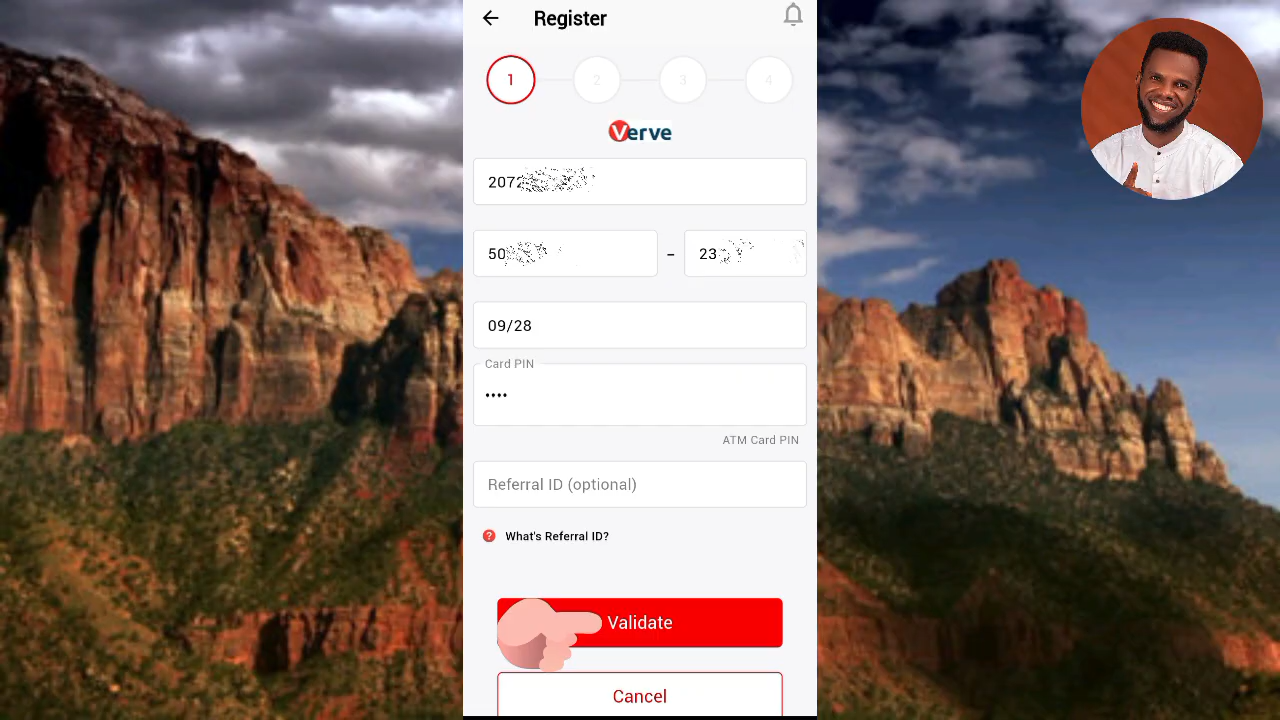 Register
1 2 3 4
Verve
2072
50 - 23
09/28
Card PIN
••••
ATM Card PIN
Referral ID (optional)
? What's Referral ID?
Validate
Cancel